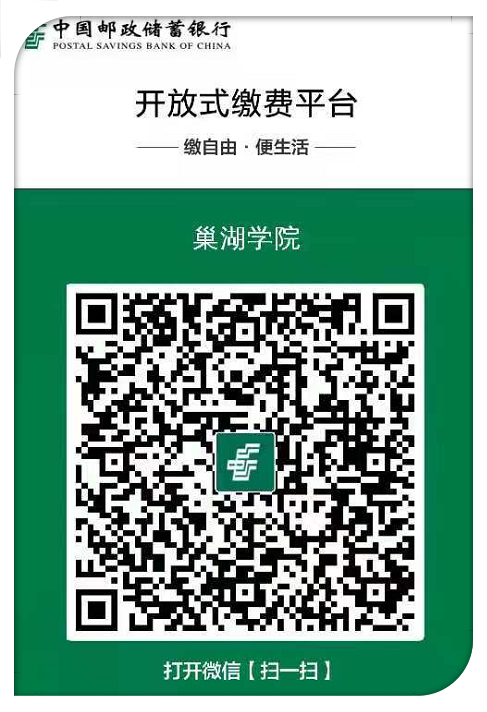 中国邮政储蓄银行
POSTAL SAVINGS BANK OF CHINA
开放式缴费平台
缴自由·便生活
巢湖学院
打开微信【扫一扫】